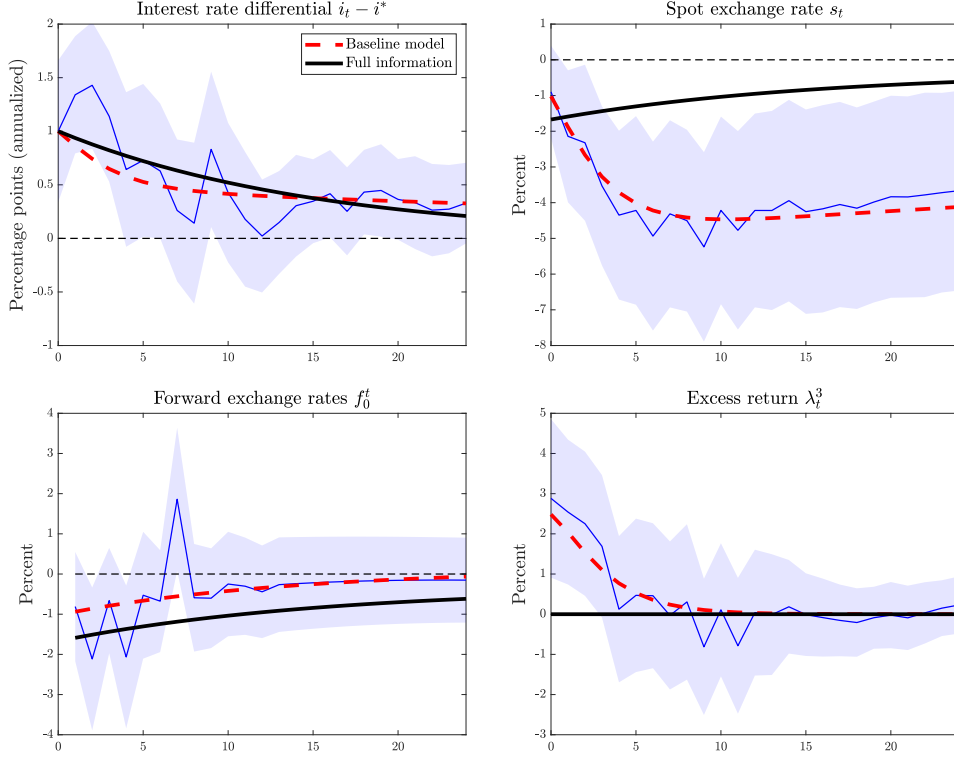 Interest rate differential i_t − i*
Baseline model
Full information
Percentage points (annualized)
2
1.5
1
0.5
0
-0.5
-1
0 5 10 15 20
Spot exchange rate s_t
Percent
0
-1
-2
-3
-4
-5
-6
-7
-8
0 5 10 15 20
Forward exchange rates f_0^t
Percent
4
3
2
1
0
-1
-2
-3
-4
0 5 10 15 20
Excess return λ_t^3
Percent
5
4
3
2
1
0
-1
-2
-3
0 5 10 15 20